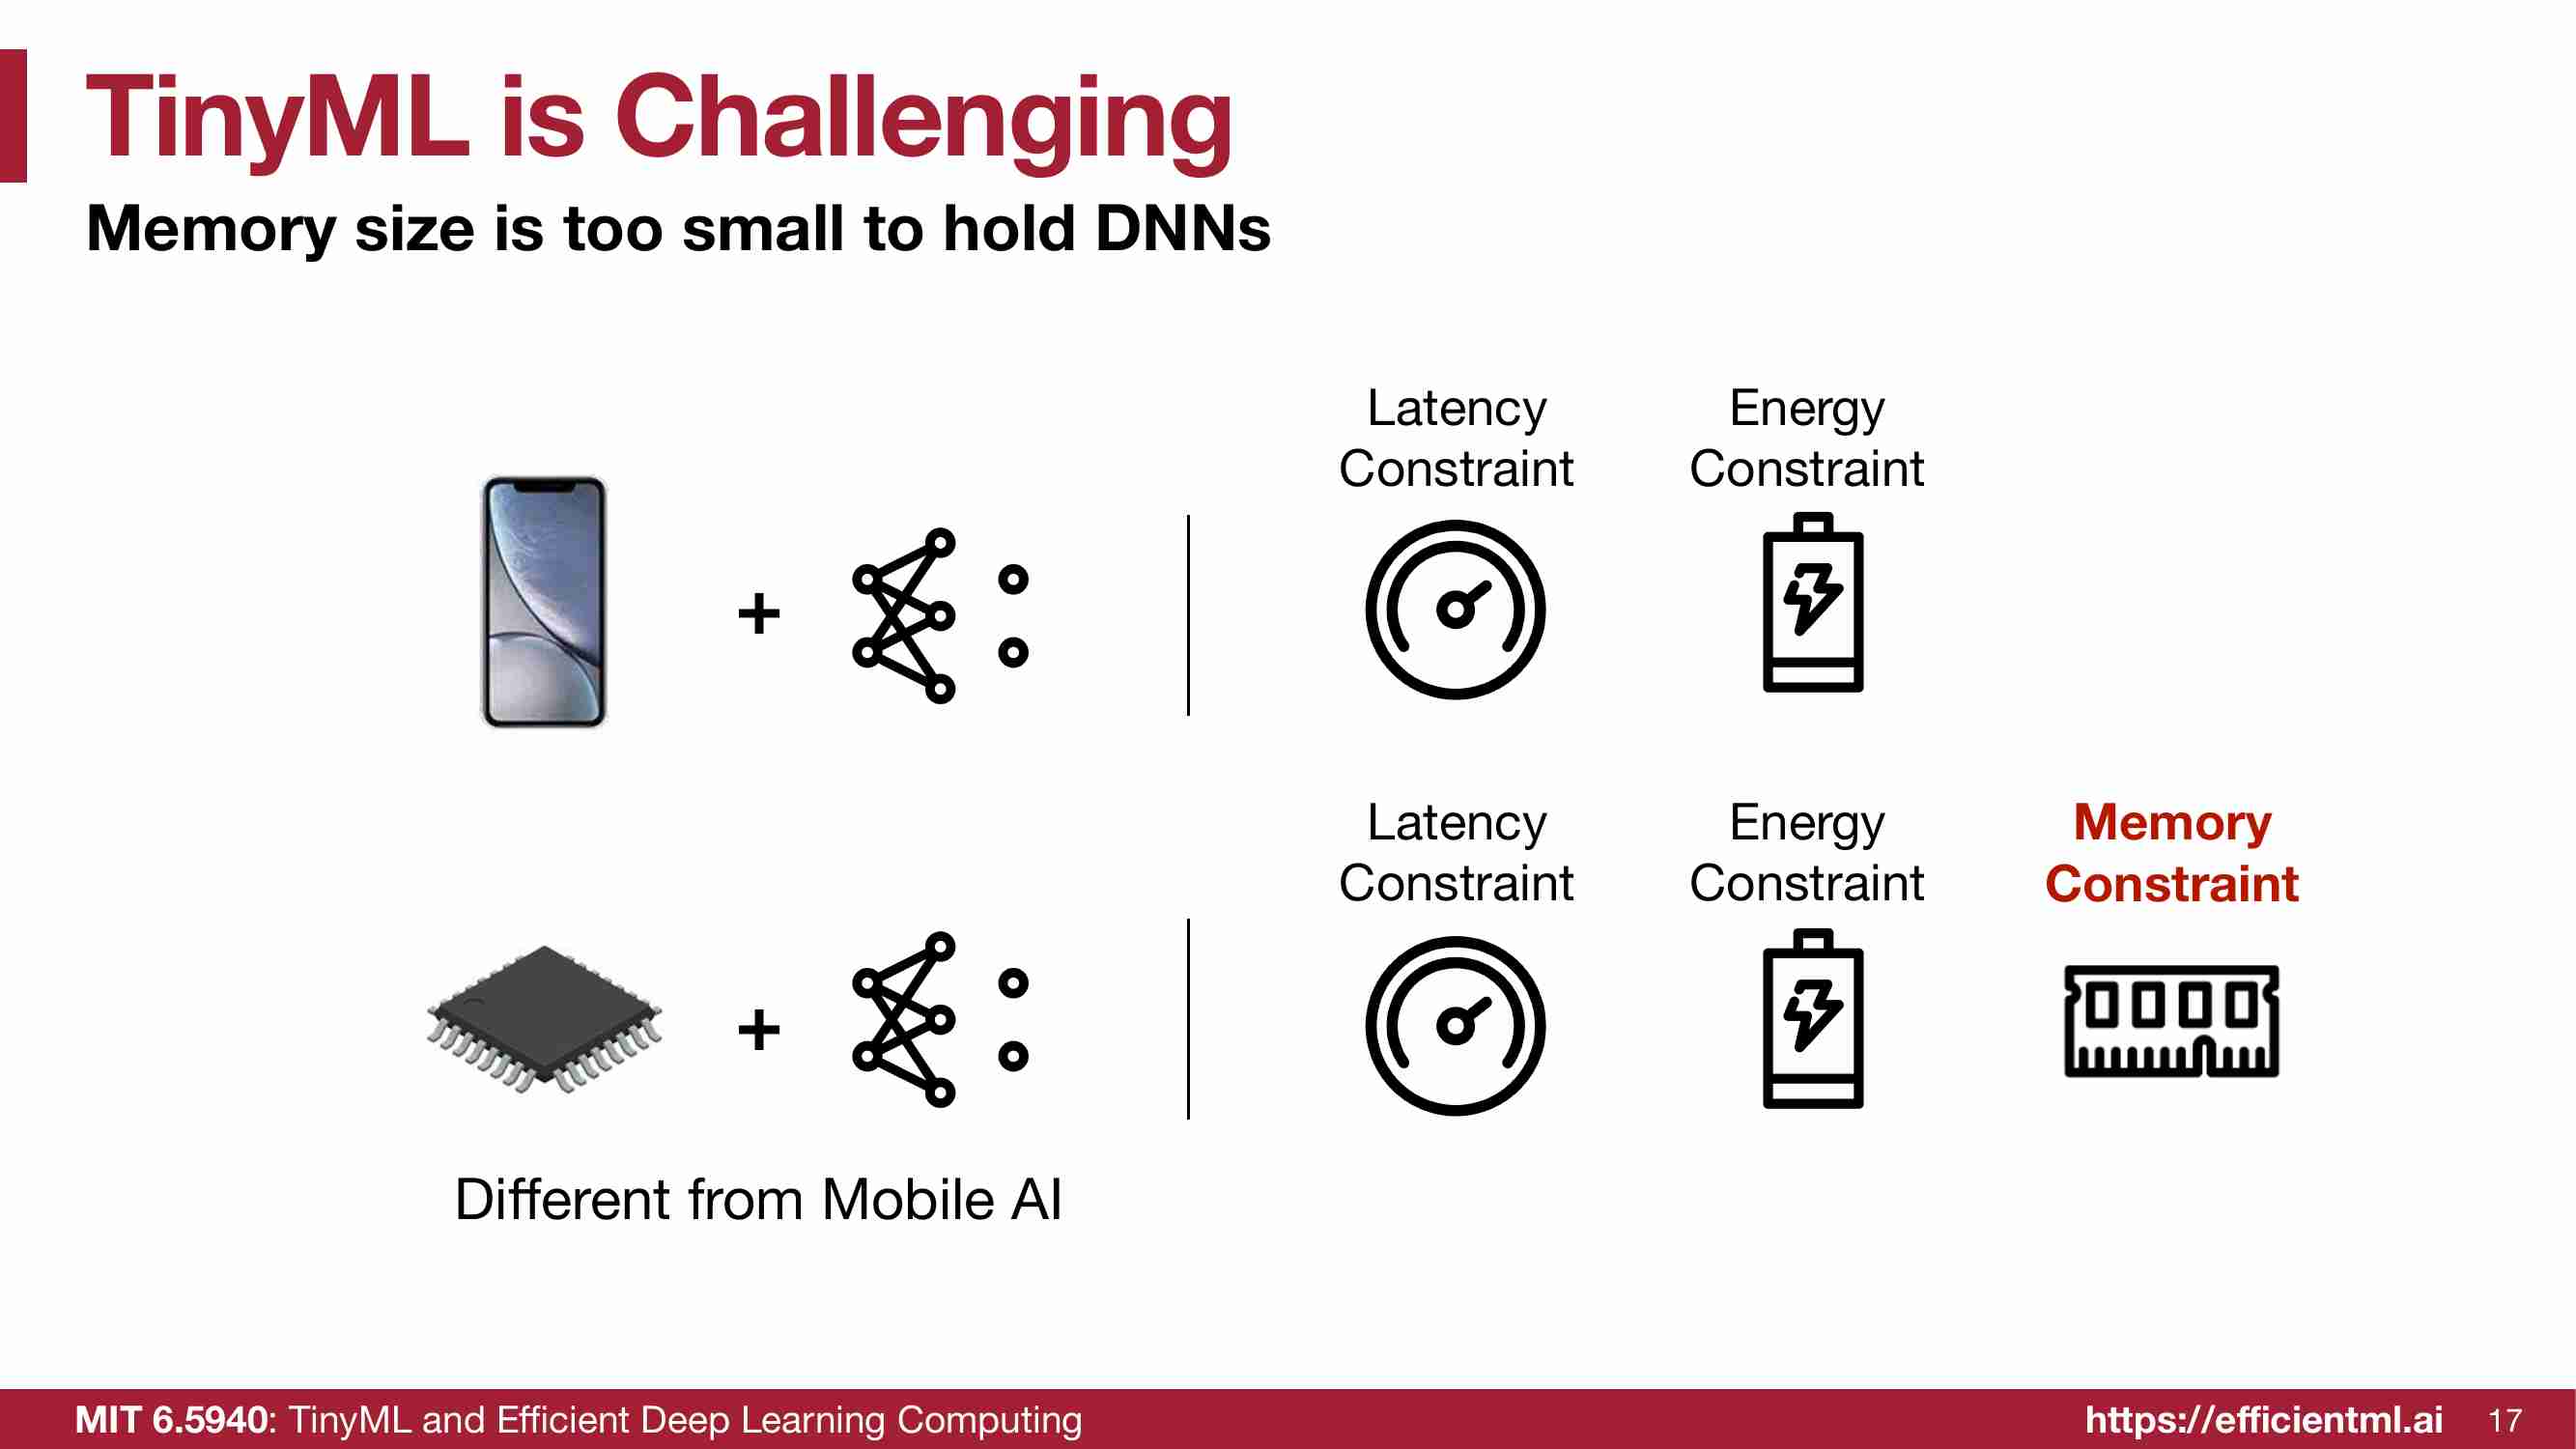 TinyML is Challenging
Memory size is too small to hold DNNs
Latency
Constraint
Energy
Constraint
+
Latency
Constraint
Energy
Constraint
Memory
Constraint
+
Different from Mobile AI
MIT 6.5940: TinyML and Efficient Deep Learning Computing
https://efficientml.ai
17